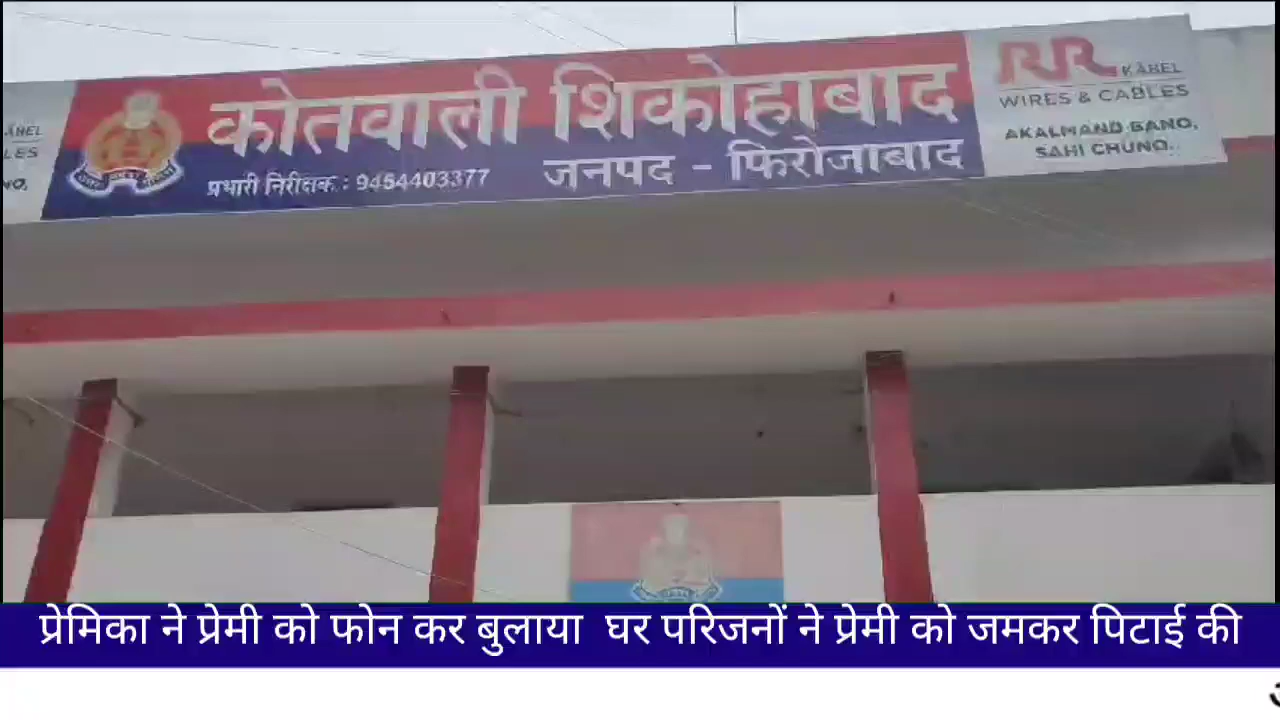 कोतवाली शिकोहाबाद
जनपद - फिरोजाबाद
प्रभारी निरीक्षक : 9454403377
RR KABEL
WIRES & CABLES
AKALMAND BANO,
SAHI CHUNO.
प्रेमिका ने प्रेमी को फोन कर बुलाया घर परिजनों ने प्रेमी को जमकर पिटाई की